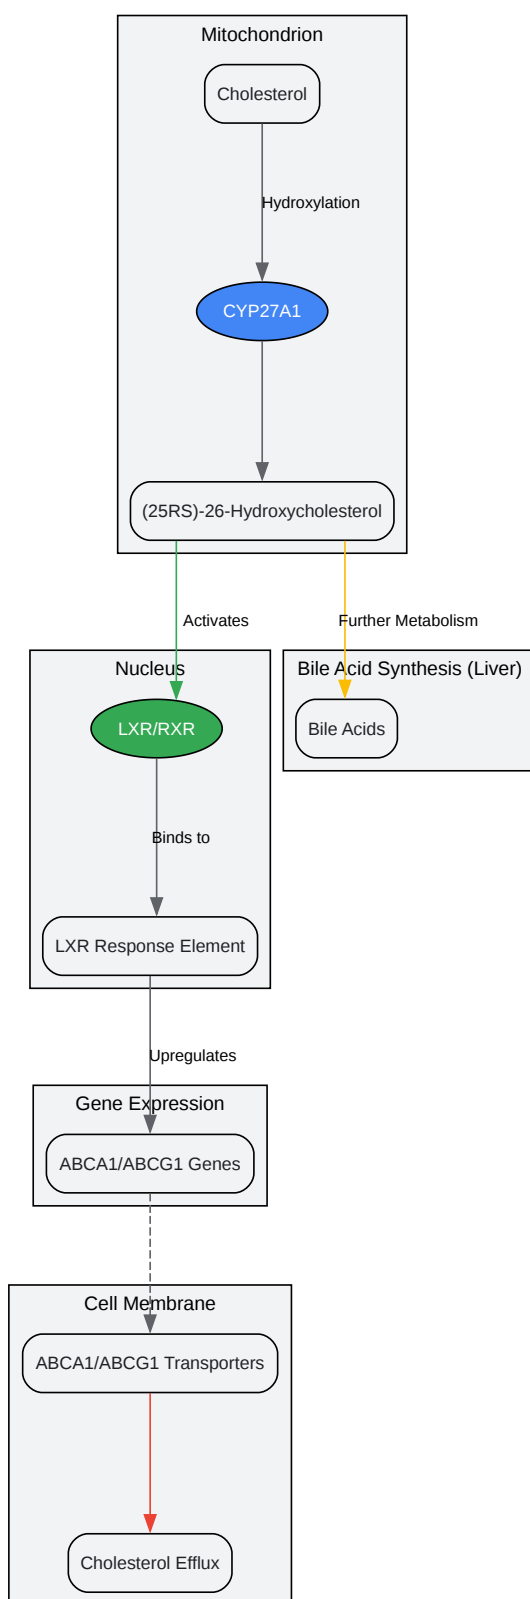 Mitochondrion
Cholesterol
Hydroxylation
CYP27A1
(25RS)-26-Hydroxycholesterol
Activates
Further Metabolism
Nucleus
Bile Acid Synthesis (Liver)
LXR/RXR
Bile Acids
Binds to
LXR Response Element
Upregulates
Gene Expression
ABCA1/ABCG1 Genes
Cell Membrane
ABCA1/ABCG1 Transporters
Cholesterol Efflux